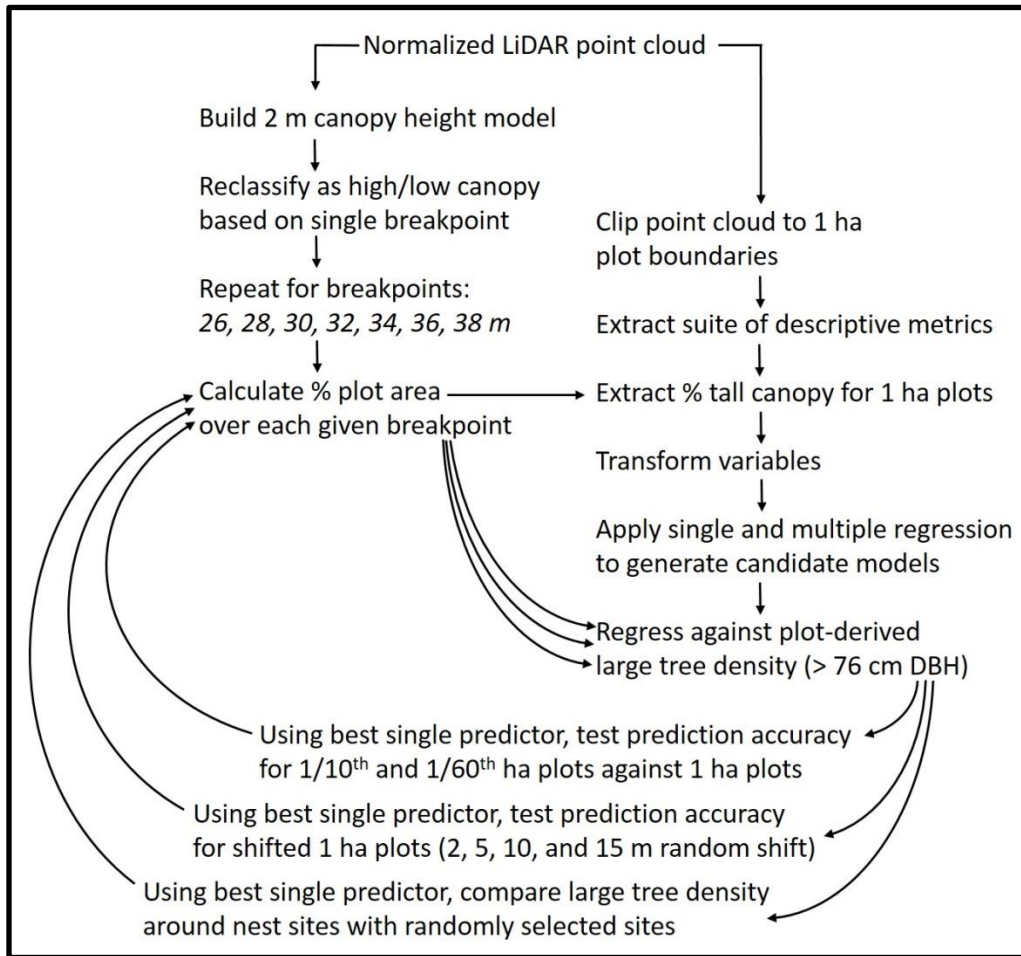 Normalized LiDAR point cloud
Build 2 m canopy height model
Reclassify as high/low canopy
based on single breakpoint
Repeat for breakpoints:
26, 28, 30, 32, 34, 36, 38 m
Calculate % plot area
over each given breakpoint
Clip point cloud to 1 ha
plot boundaries
Extract suite of descriptive metrics
Extract % tall canopy for 1 ha plots
Transform variables
Apply single and multiple regression
to generate candidate models
Regress against plot-derived
large tree density (> 76 cm DBH)
Using best single predictor, test prediction accuracy
for 1/10th and 1/60th ha plots against 1 ha plots
Using best single predictor, test prediction accuracy
for shifted 1 ha plots (2, 5, 10, and 15 m random shift)
Using best single predictor, compare large tree density
around nest sites with randomly selected sites